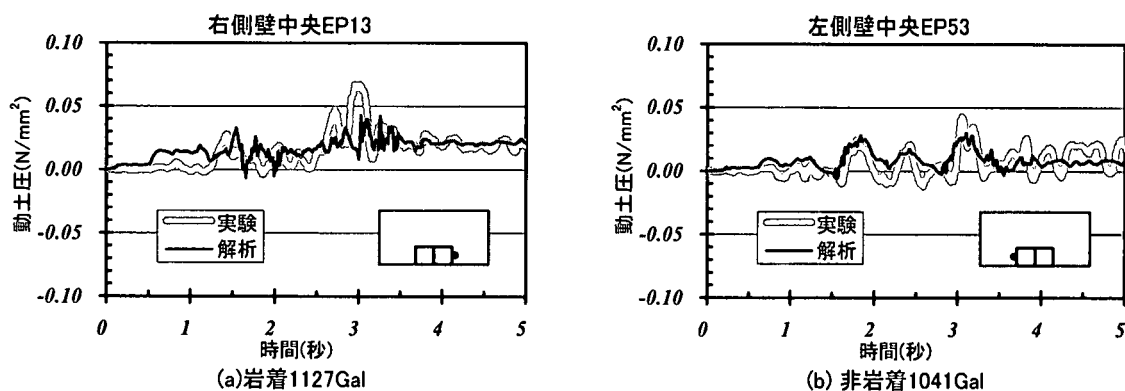 右側壁中央EP13
0.10
0.05
0.00
-0.05
-0.10
動土圧(N/mm²)
実験
解析
0 1 2 3 4 5
時間(秒)
(a)岩着1127Gal
左側壁中央EP53
0.10
0.05
0.00
-0.05
-0.10
動土圧(N/mm²)
実験
解析
0 1 2 3 4 5
時間(秒)
(b) 非岩着1041Gal